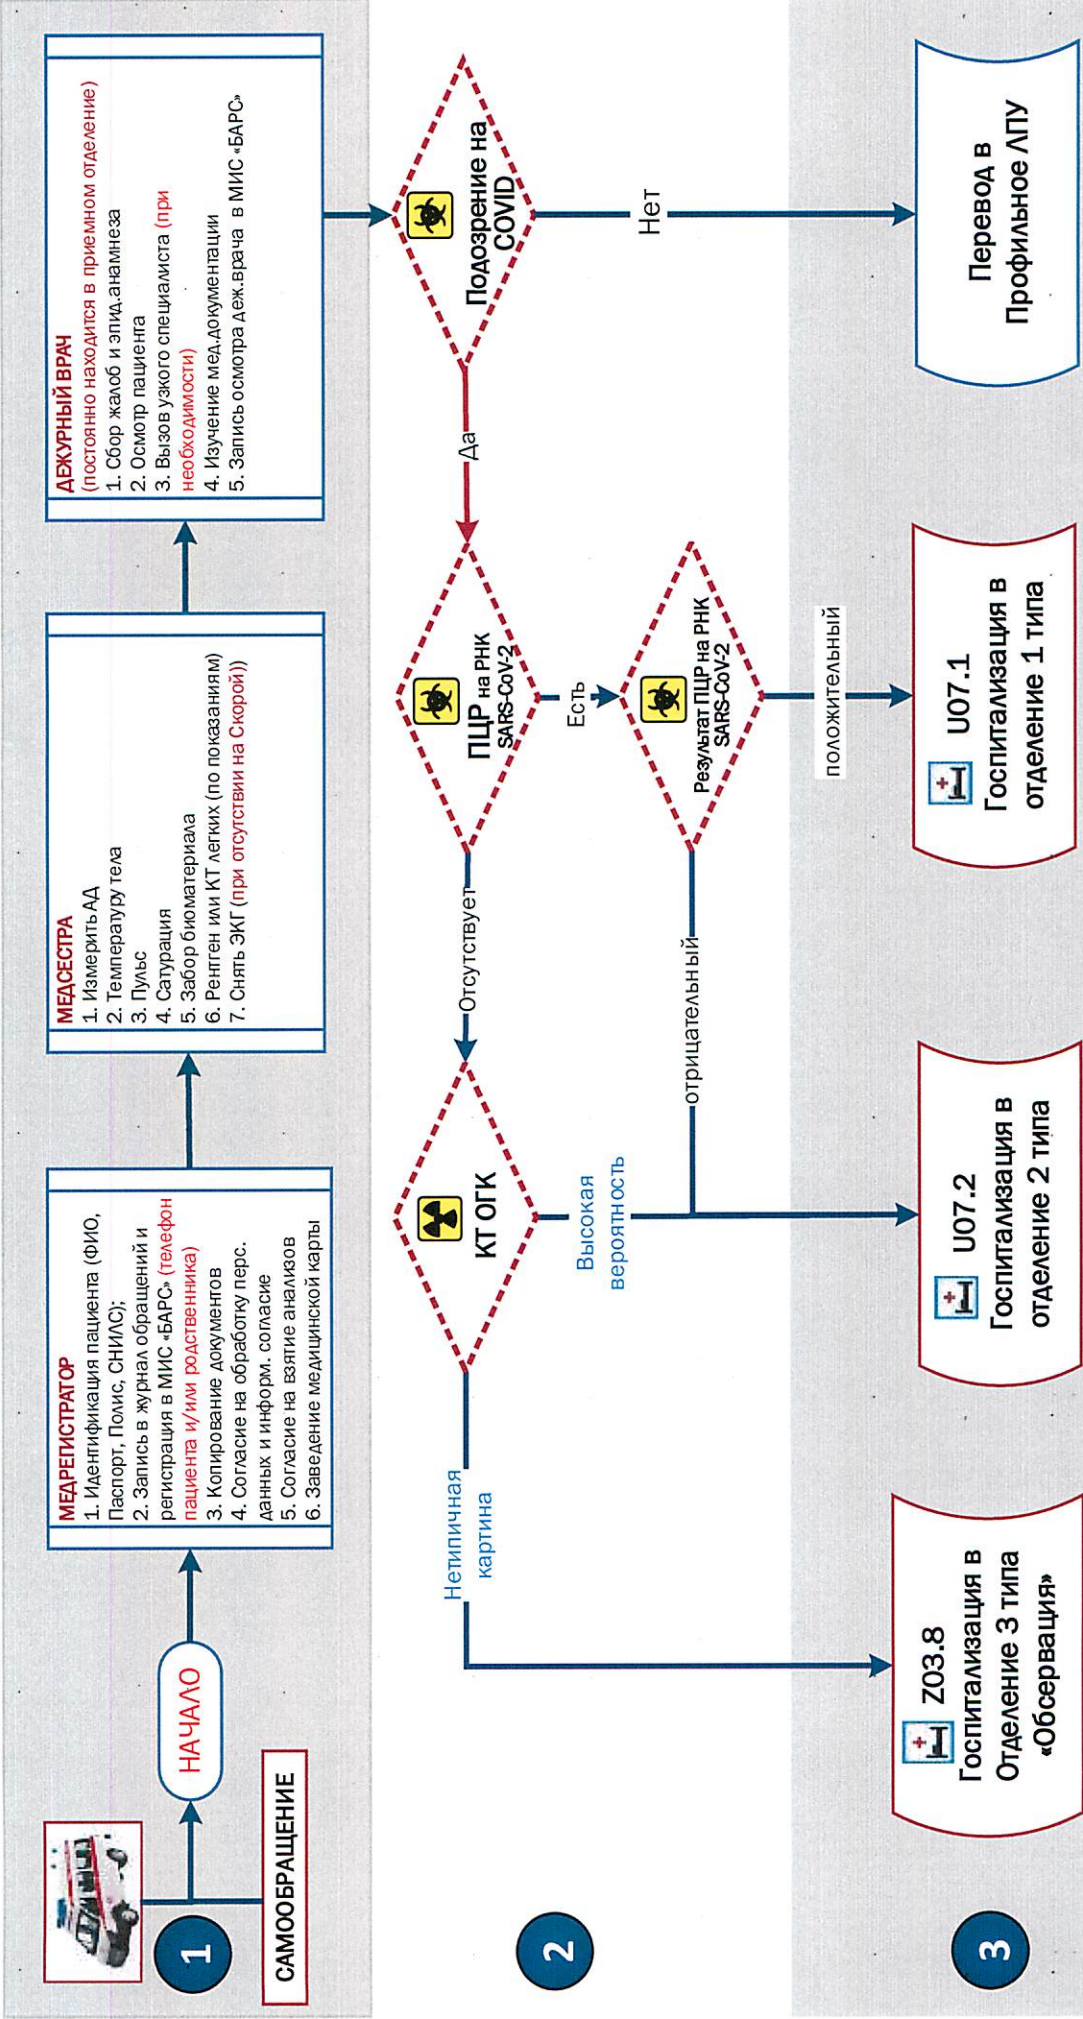 1
САМООБРАЩЕНИЕ
НАЧАЛО
МЕДРЕГИСТРАТОР
1. Идентификация пациента (ФИО,
Паспорт, Полис, СНИЛС);
2. Запись в журнал обращений и
регистрация в МИС «БАРС» (телефон
пациента и/или родственника)
3. Копирование документов
4. Согласие на обработку перс.
данных и информ. согласие
5. Согласие на взятие анализов
6. Заведение медицинской карты
МЕДСЕСТРА
1. Измерить АД
2. Температуру тела
3. Пульс
4. Сатурация
5. Забор биоматериала
6. Рентген или КТ легких (по показаниям)
7. Снять ЭКГ (при отсутствии на Скорой))
ДЕЖУРНЫЙ ВРАЧ
(постоянно находится в приемном отделение)
1. Сбор жалоб и эпид.анамнеза
2. Осмотр пациента
3. Вызов узкого специалиста (при
необходимости)
4. Изучение мед.документации
5. Запись осмотра деж.врача в МИС «БАРС»
2
Нетипичная
картина
КТ ОГК
Высокая
вероятность
Отсутствует
ПЦР на РНК
SARS-CoV-2
Да
Подозрение на
COVID
Нет
Есть
Результат ПЦР на РНК
SARS-CoV-2
отрицательный
положительный
3
Z03.8
Госпитализация в
Отделение 3 типа
«Обсервация»
U07.2
Госпитализация в
отделение 2 типа
U07.1
Госпитализация в
отделение 1 типа
Перевод в
Профильное ЛПУ